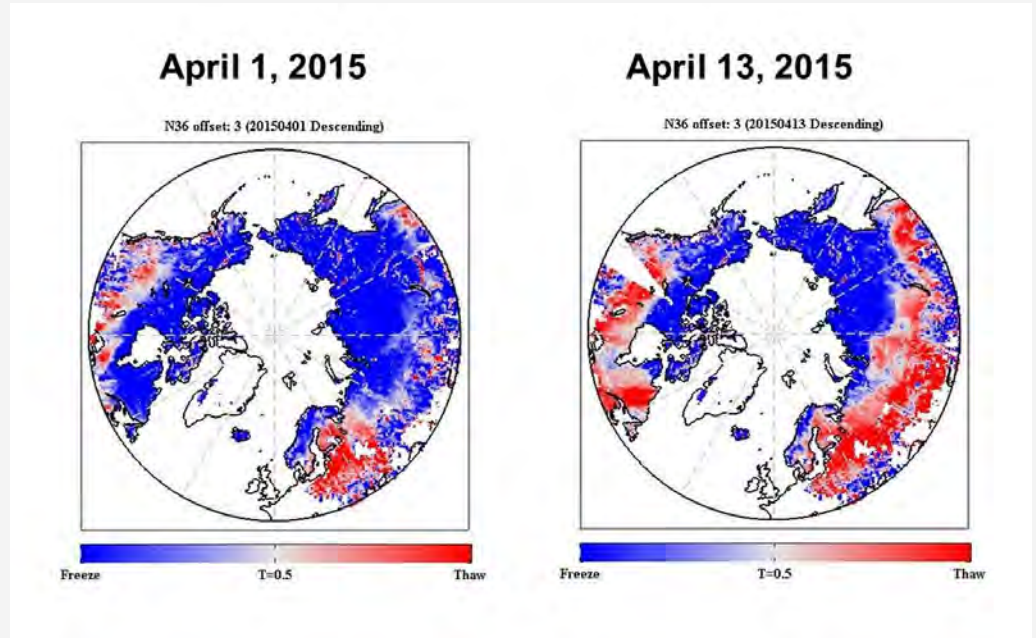 April 1, 2015
April 13, 2015
N36 offset: 3 (20150401 Descending)
N36 offset: 3 (20150413 Descending)
Freeze
T=0.5
Thaw
Freeze
T=0.5
Thaw